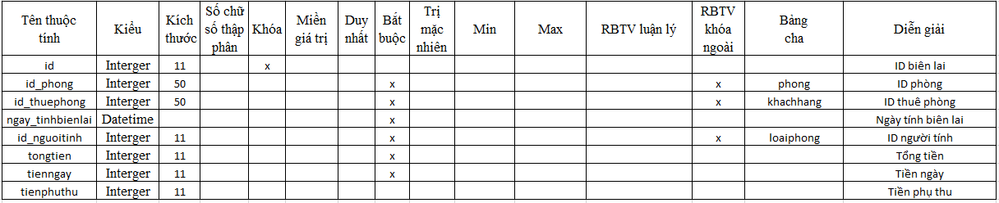 Tên thuộc tính | Kiểu | Kích thước | Số chữ số thập phân | Khóa | Miền giá trị | Duy nhất | Bắt buộc | Trị mặc nhiên | Min | Max | RBTV luận lý | RBTV khóa ngoài | Bảng cha | Diễn giải
id | Interger | 11 | | x | | | | | | | | | | ID biên lai
id_phong | Interger | 50 | | | | | x | | | | | x | phong | ID phòng
id_thuephong | Interger | 50 | | | | | x | | | | | x | khachhang | ID thuê phòng
ngay_tinhbienlai | Datetime | | | | | | x | | | | | | | Ngày tính biên lai
id_nguoitinh | Interger | 11 | | | | | x | | | | | x | loaiphong | ID người tính
tongtien | Interger | 11 | | | | | x | | | | | | | Tổng tiền
tienngay | Interger | 11 | | | | | x | | | | | | | Tiền ngày
tienphuthu | Interger | 11 | | | | | | | | | | | | Tiền phụ thu